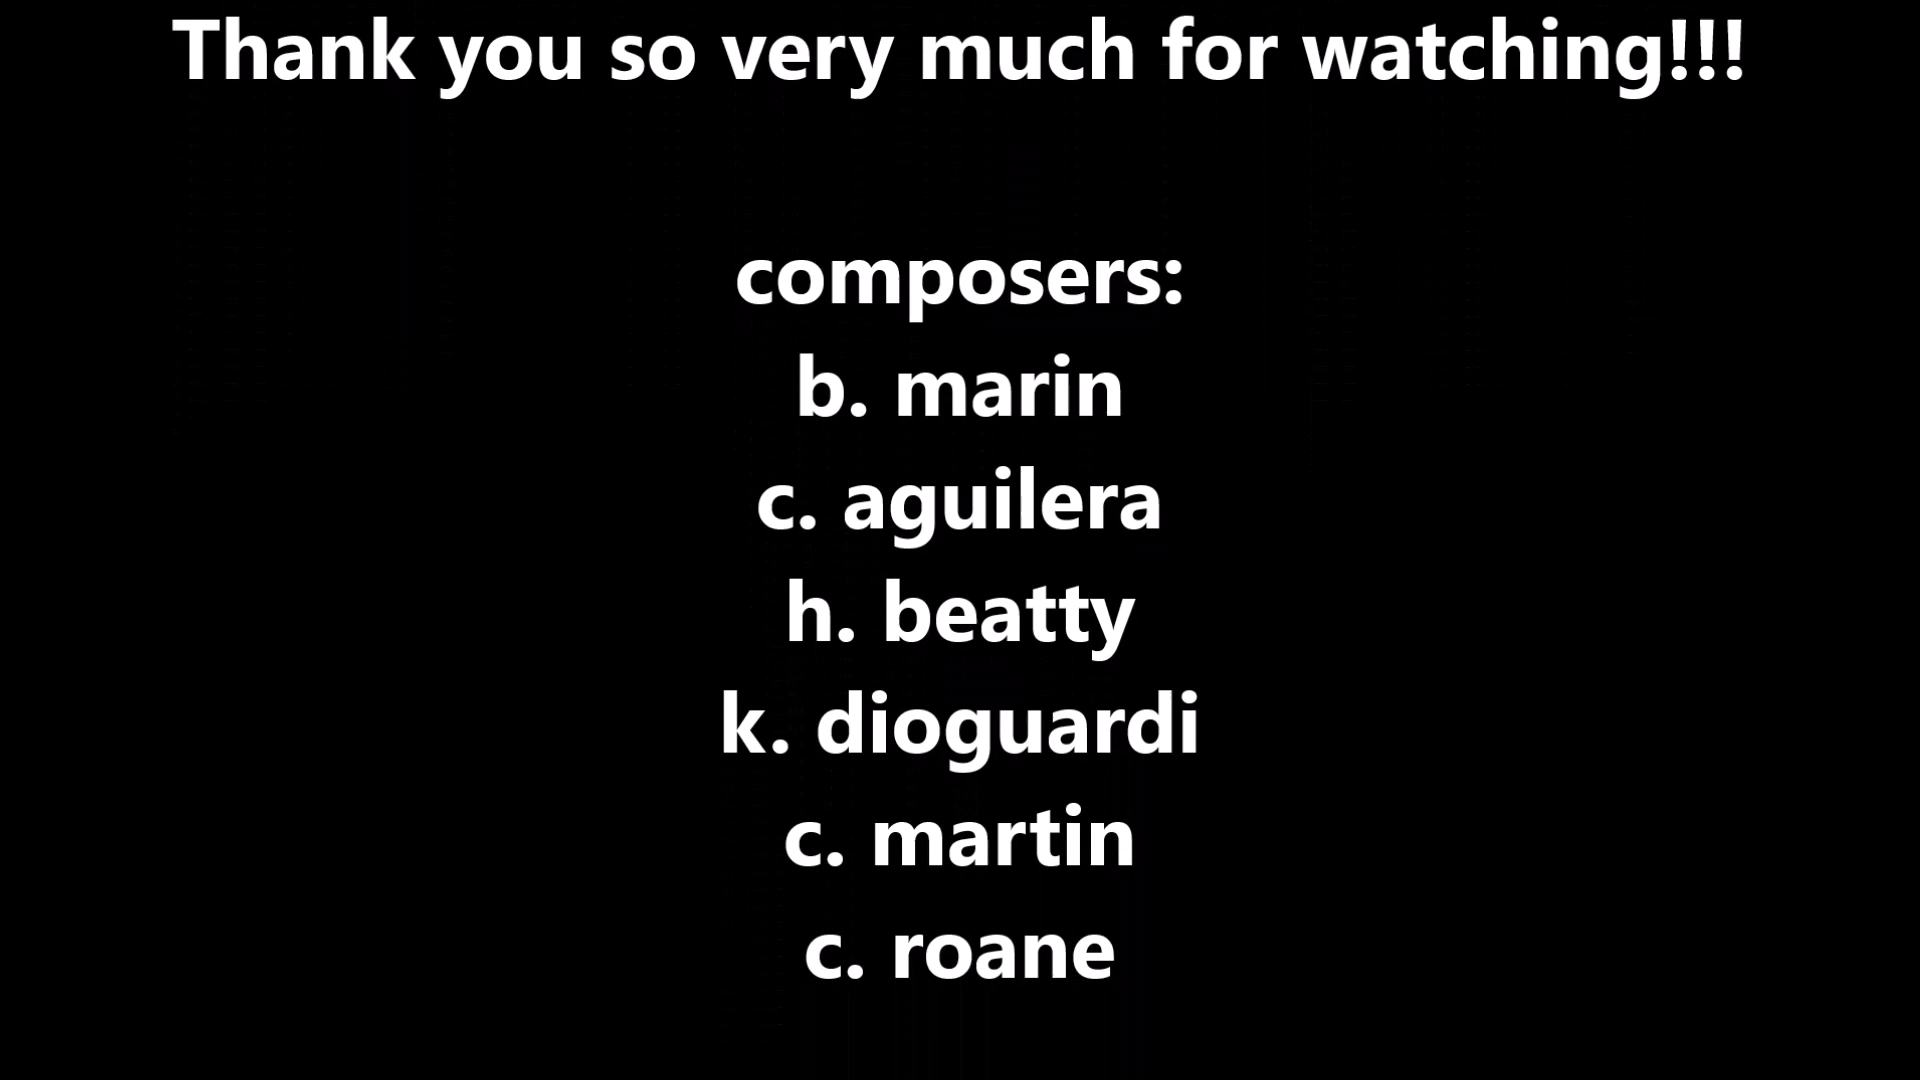 Thank you so very much for watching!!!
composers:
b. marin
c. aguilera
h. beatty
k. dioguardi
c. martin
c. roane